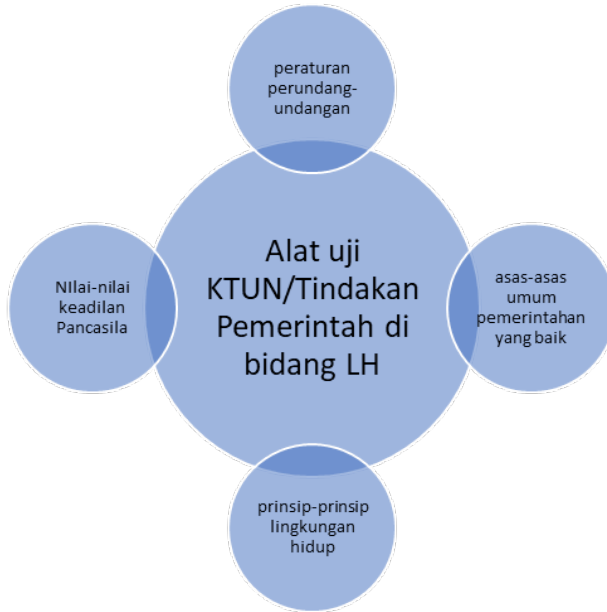 peraturan
perundang-
undangan
Alat uji
KTUN/Tindakan
Pemerintah di
bidang LH
NIlai-nilai
keadilan
Pancasila
asas-asas
umum
pemerintahan
yang baik
prinsip-prinsip
lingkungan
hidup